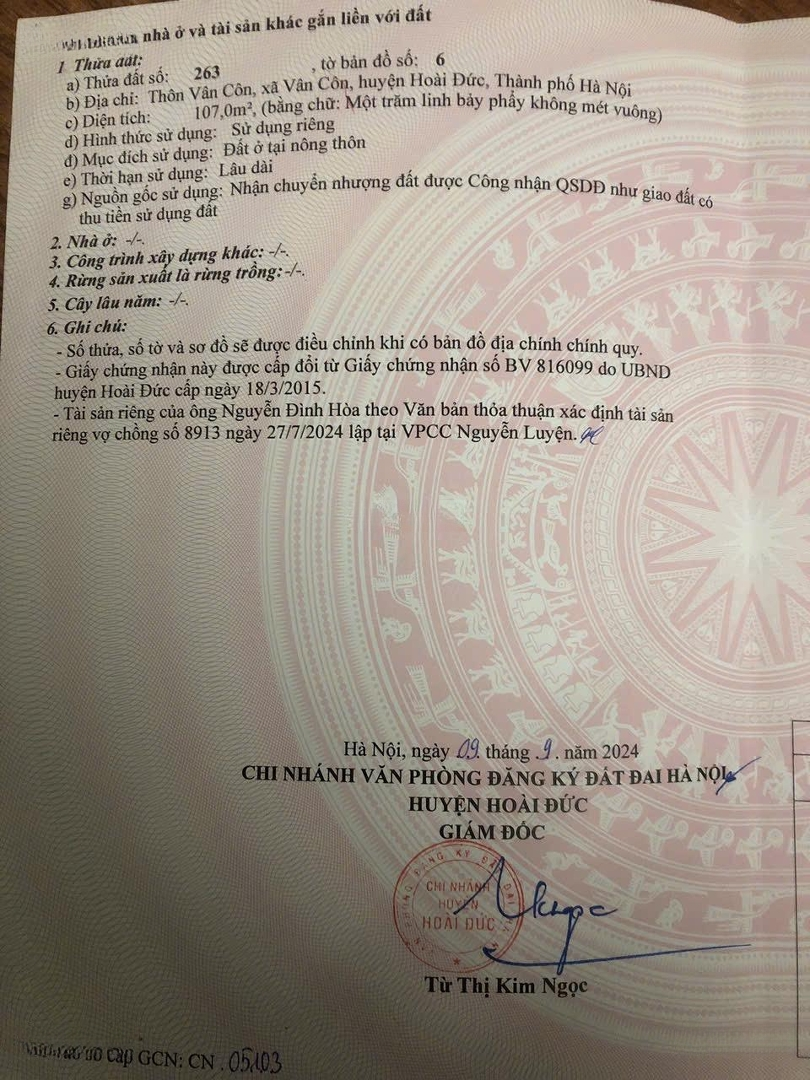 nhà ở và tài sản khác gắn liền với đất
1 Thửa đất:
a) Thửa đất số: 263 , tờ bản đồ số: 6
b) Địa chỉ: Thôn Vân Côn, xã Vân Côn, huyện Hoài Đức, Thành phố Hà Nội
c) Diện tích: 107,0m², (bằng chữ: Một trăm linh bảy phẩy không mét vuông)
d) Hình thức sử dụng: Sử dụng riêng
đ) Mục đích sử dụng: Đất ở tại nông thôn
e) Thời hạn sử dụng: Lâu dài
g) Nguồn gốc sử dụng: Nhận chuyển nhượng đất được Công nhận QSDĐ như giao đất có
thu tiền sử dụng đất
2. Nhà ở: -/-.
3. Công trình xây dựng khác: -/-.
4. Rừng sản xuất là rừng trồng: -/-.
5. Cây lâu năm: -/-.
6. Ghi chú:
- Số thửa, số tờ và sơ đồ sẽ được điều chỉnh khi có bản đồ địa chính chính quy.
- Giấy chứng nhận này được cấp đổi từ Giấy chứng nhận số BV 816099 do UBND
huyện Hoài Đức cấp ngày 18/3/2015.
- Tài sản riêng của ông Nguyễn Đình Hòa theo Văn bản thỏa thuận xác định tài sản
riêng vợ chồng số 8913 ngày 27/7/2024 lập tại VPCC Nguyễn Luyện.
Hà Nội, ngày 09 tháng .9. năm 2024
CHI NHÁNH VĂN PHÒNG ĐĂNG KÝ ĐẤT ĐAI HÀ NỘI
HUYỆN HOÀI ĐỨC
GIÁM ĐỐC
CHI NHÁNH
HUYỆN
HOÀI ĐỨC
Từ Thị Kim Ngọc
cấp GCN: CN .05103